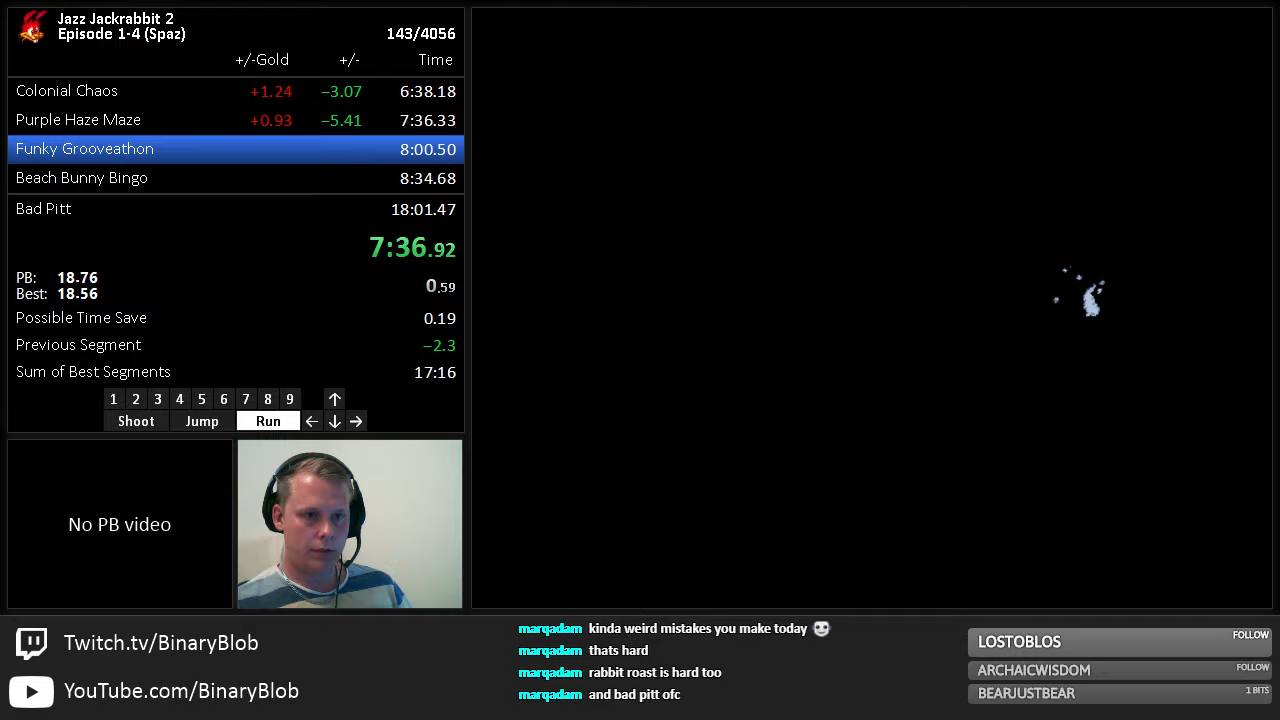 Jazz Jackrabbit 2
Episode 1-4 (Spaz) 143/4056
+/-Gold +/- Time
Colonial Chaos +1.24 −3.07 6:38.18
Purple Haze Maze +0.93 −5.41 7:36.33
Funky Grooveathon 8:00.50
Beach Bunny Bingo 8:34.68
Bad Pitt 18:01.47
7:36.92
PB: 18.76
Best: 18.56 0.59
Possible Time Save 0.19
Previous Segment −2.3
Sum of Best Segments 17:16
1 2 3 4 5 6 7 8 9 ↑
Shoot Jump Run ← ↓ →
No PB video
Twitch.tv/BinaryBlob
YouTube.com/BinaryBlob
marqadam kinda weird mistakes you make today
marqadam thats hard
marqadam rabbit roast is hard too
marqadam and bad pitt ofc
LOSTOBLOS FOLLOW
ARCHAICWISDOM FOLLOW
BEARJUSTBEAR 1 BITS